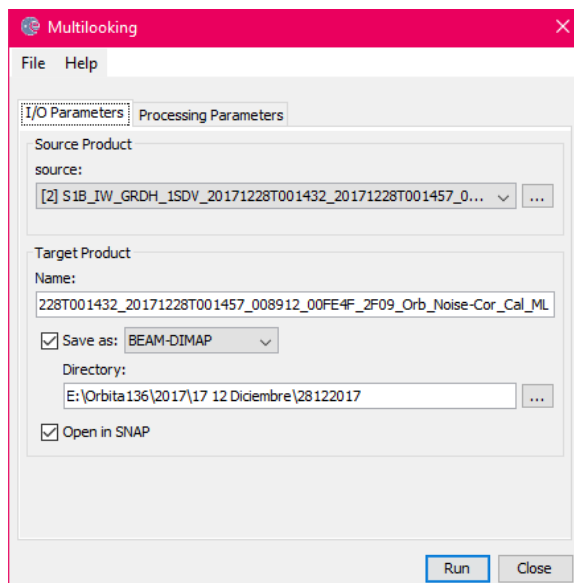 Multilooking
File Help
I/O Parameters Processing Parameters
Source Product
source:
[2] S1B_IW_GRDH_1SDV_20171228T001432_20171228T001457_0... ...
Target Product
Name:
228T001432_20171228T001457_008912_00FE4F_2F09_Orb_Noise-Cor_Cal_ML
Save as: BEAM-DIMAP
Directory:
E:\Orbita136\2017\17 12 Diciembre\28122017 ...
Open in SNAP
Run Close